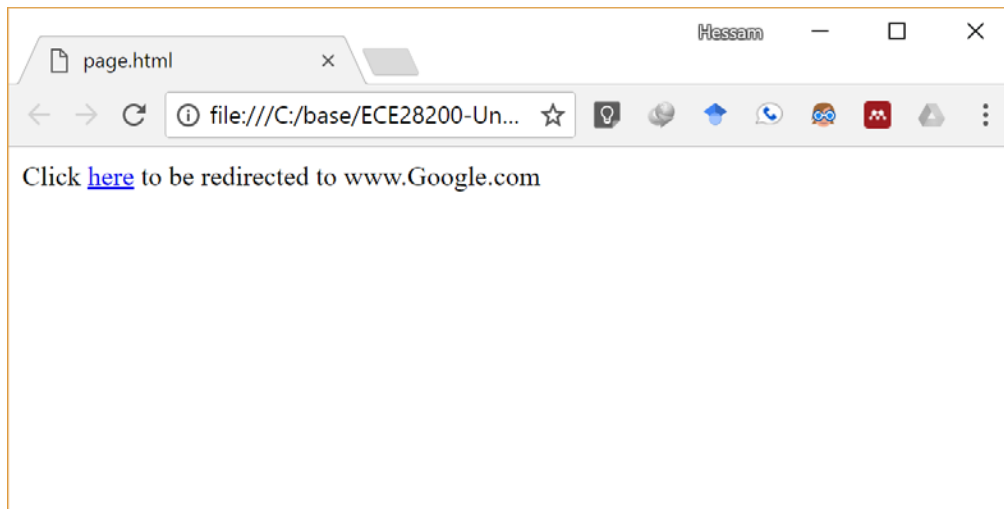 Hessam
page.html
file:///C:/base/ECE28200-Un...
Click here to be redirected to www.Google.com